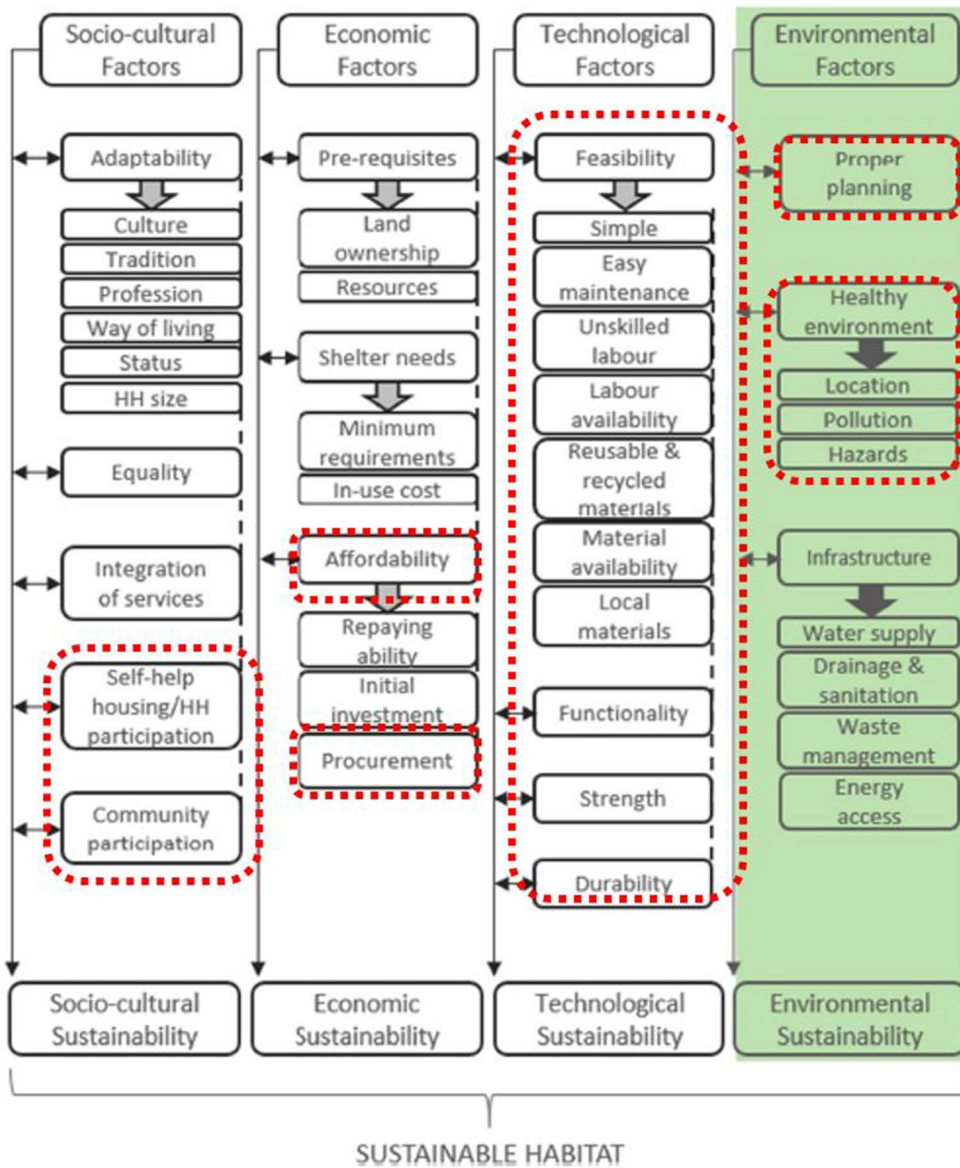 Socio-cultural
Factors
Adaptability
Culture
Tradition
Profession
Way of living
Status
HH size
Equality
Integration
of services
Self-help
housing/HH
participation
Community
participation
Socio-cultural
Sustainability
Economic
Factors
Pre-requisites
Land
ownership
Resources
Shelter needs
Minimum
requirements
In-use cost
Affordability
Repaying
ability
Initial
investment
Procurement
Economic
Sustainability
Technological
Factors
Feasibility
Simple
Easy
maintenance
Unskilled
labour
Labour
availability
Reusable &
recycled
materials
Material
availability
Local
materials
Functionality
Strength
Durability
Technological
Sustainability
Environmental
Factors
Proper
planning
Healthy
environment
Location
Pollution
Hazards
Infrastructure
Water supply
Drainage &
sanitation
Waste
management
Energy
access
Environmental
Sustainability
SUSTAINABLE HABITAT